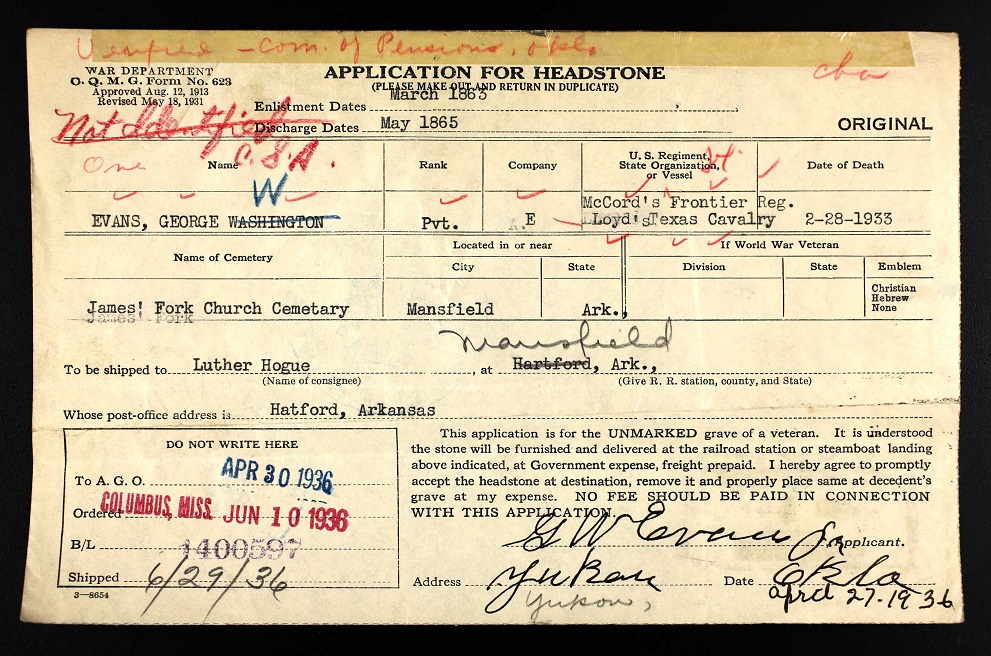 Verified - Com. of Pensions, Okla
WAR DEPARTMENT
O. Q. M. G. Form No. 623
Approved Aug. 12, 1913
Revised May 18, 1931
APPLICATION FOR HEADSTONE
(PLEASE MAKE OUT AND RETURN IN DUPLICATE)
cba
Enlistment Dates March 1863
Not Identified
Discharge Dates May 1865
ORIGINAL
One
C.S.A.
Name
Rank
Company
U. S. Regiment, State Organization, or Vessel
Date of Death
W
McCord's Frontier Reg.
EVANS, GEORGE WASHINGTON Pvt. A. E Loyd's Texas Cavalry 2-28-1933
Name of Cemetery
Located in or near
If World War Veteran
City State Division State Emblem
Christian
Hebrew
None
James' Fork Church Cemetary Mansfield Ark.,
James' Fork
Mansfield
To be shipped to Luther Hogue, at Hartford, Ark.,
(Name of consignee) (Give R. R. station, county, and State)
Whose post-office address is Hatford, Arkansas
DO NOT WRITE HERE
To A. G. O. APR 30 1936
Ordered COLUMBUS, MISS. JUN 10 1936
B/L 1400597
Shipped 6/29/36
3-8654
This application is for the UNMARKED grave of a veteran. It is understood
the stone will be furnished and delivered at the railroad station or steamboat landing
above indicated, at Government expense, freight prepaid. I hereby agree to promptly
accept the headstone at destination, remove it and properly place same at decedent's
grave at my expense. NO FEE SHOULD BE PAID IN CONNECTION
WITH THIS APPLICATION.
G W Evans Jr Applicant.
Address Yukon Date Okla
Yukon, April 27-1936